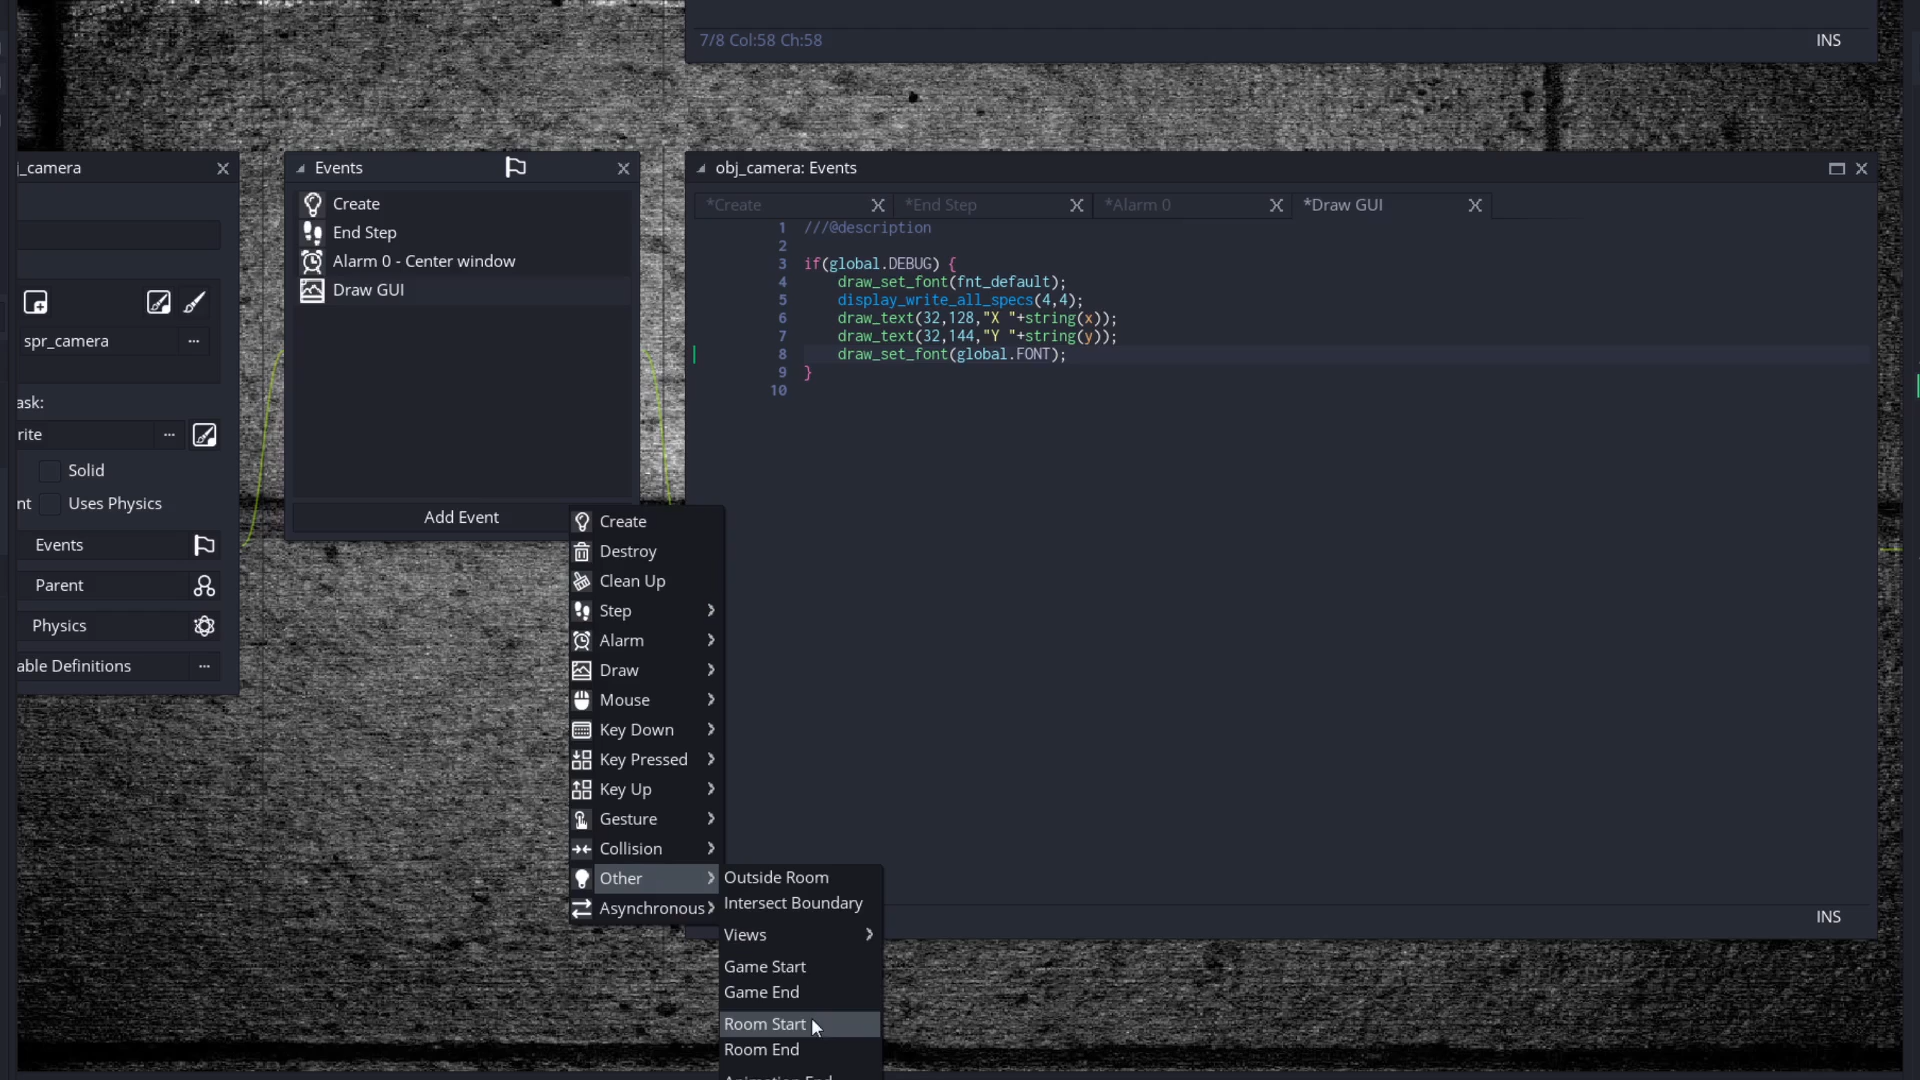 7/8 Col:58 Ch:58
INS
_camera
Events
obj_camera: Events
Create
End Step
Alarm 0 - Center window
Draw GUI
*Create
*End Step
*Alarm 0
*Draw GUI
1 ///@description
2
3 if(global.DEBUG) {
4 draw_set_font(fnt_default);
5 display_write_all_specs(4,4);
6 draw_text(32,128,"X "+string(x));
7 draw_text(32,144,"Y "+string(y));
8 draw_set_font(global.FONT);
9 }
10
spr_camera
ask:
rite
Solid
nt
Uses Physics
Events
Parent
Physics
able Definitions
Add Event
Create
Destroy
Clean Up
Step
Alarm
Draw
Mouse
Key Down
Key Pressed
Key Up
Gesture
Collision
Other
Asynchronous
Outside Room
Intersect Boundary
Views
Game Start
Game End
Room Start
Room End
Animation End
INS